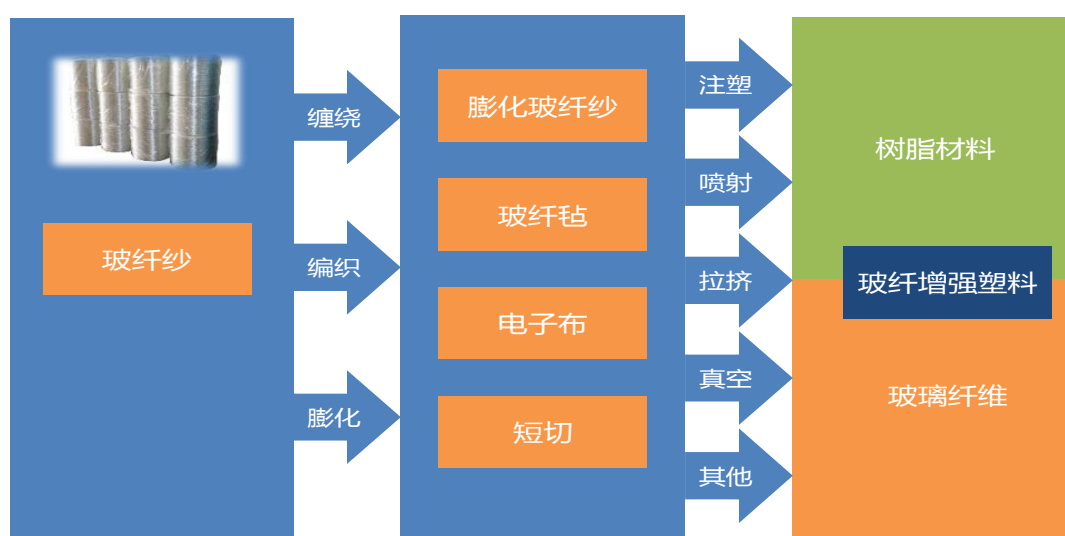 玻纤纱
缠绕
编织
膨化
膨化玻纤纱
玻纤毡
电子布
短切
注塑
喷射
拉挤
真空
其他
树脂材料
玻纤增强塑料
玻璃纤维